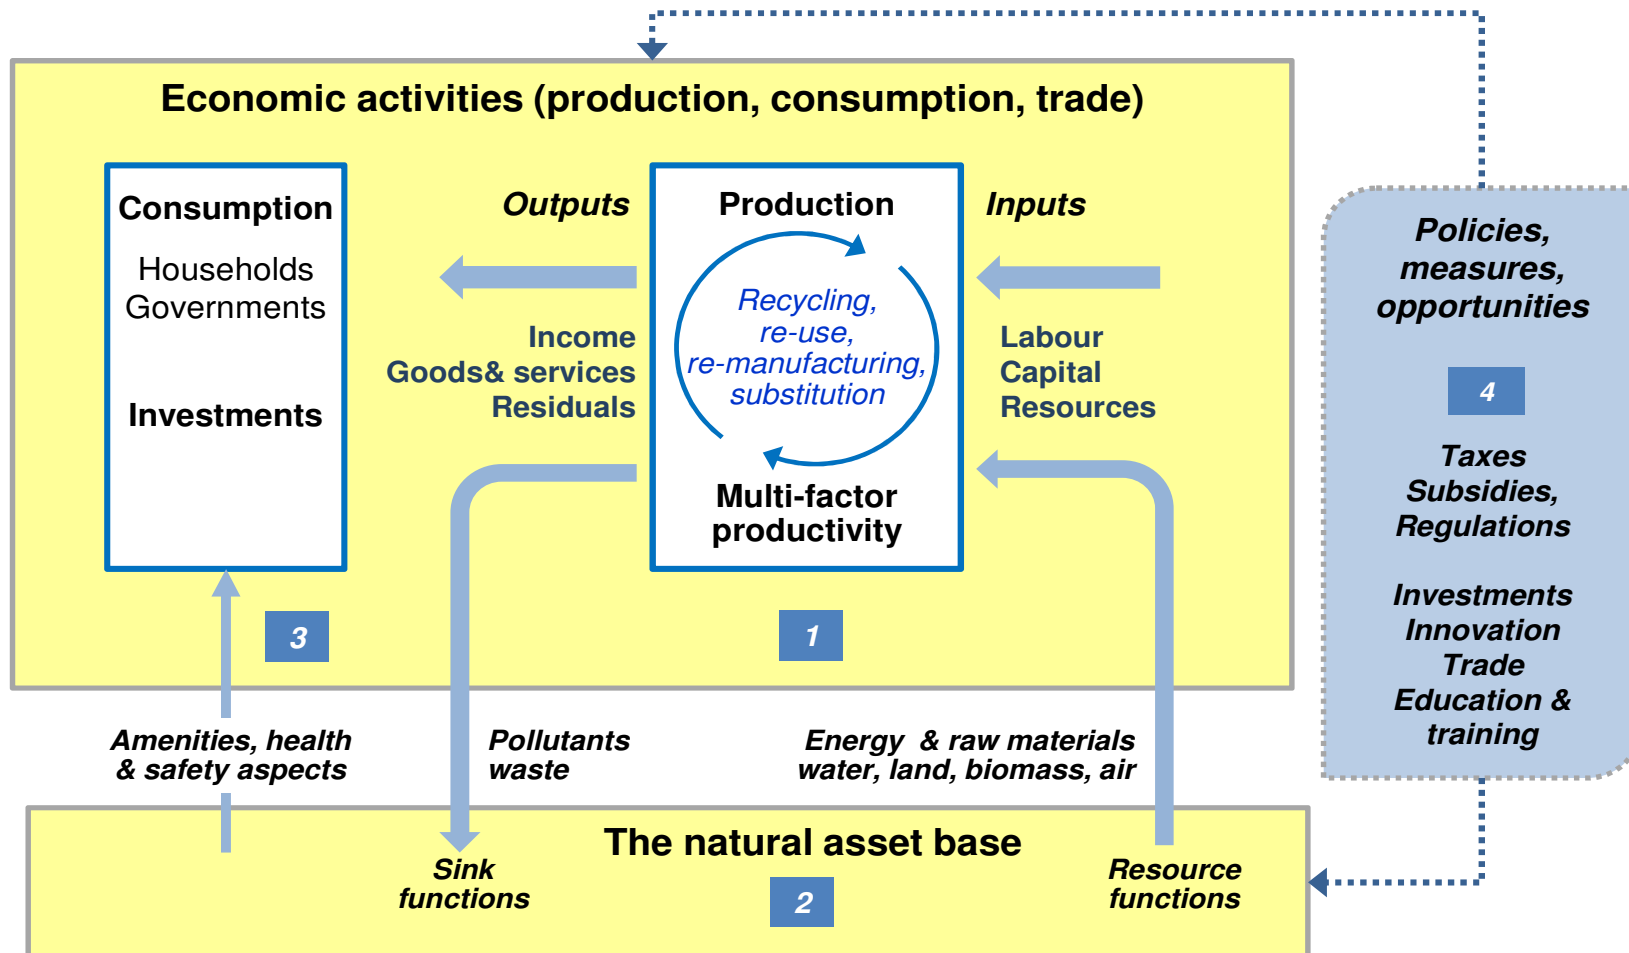 Economic activities (production, consumption, trade)
Consumption
Households
Governments
Investments
Outputs
Income
Goods& services
Residuals
Production
Recycling,
re-use,
re-manufacturing,
substitution
Multi-factor
productivity
Inputs
Labour
Capital
Resources
3
1
Policies,
measures,
opportunities
4
Taxes
Subsidies,
Regulations
Investments
Innovation
Trade
Education &
training
Amenities, health
& safety aspects
Pollutants
waste
Energy & raw materials
water, land, biomass, air
The natural asset base
Sink
functions
2
Resource
functions